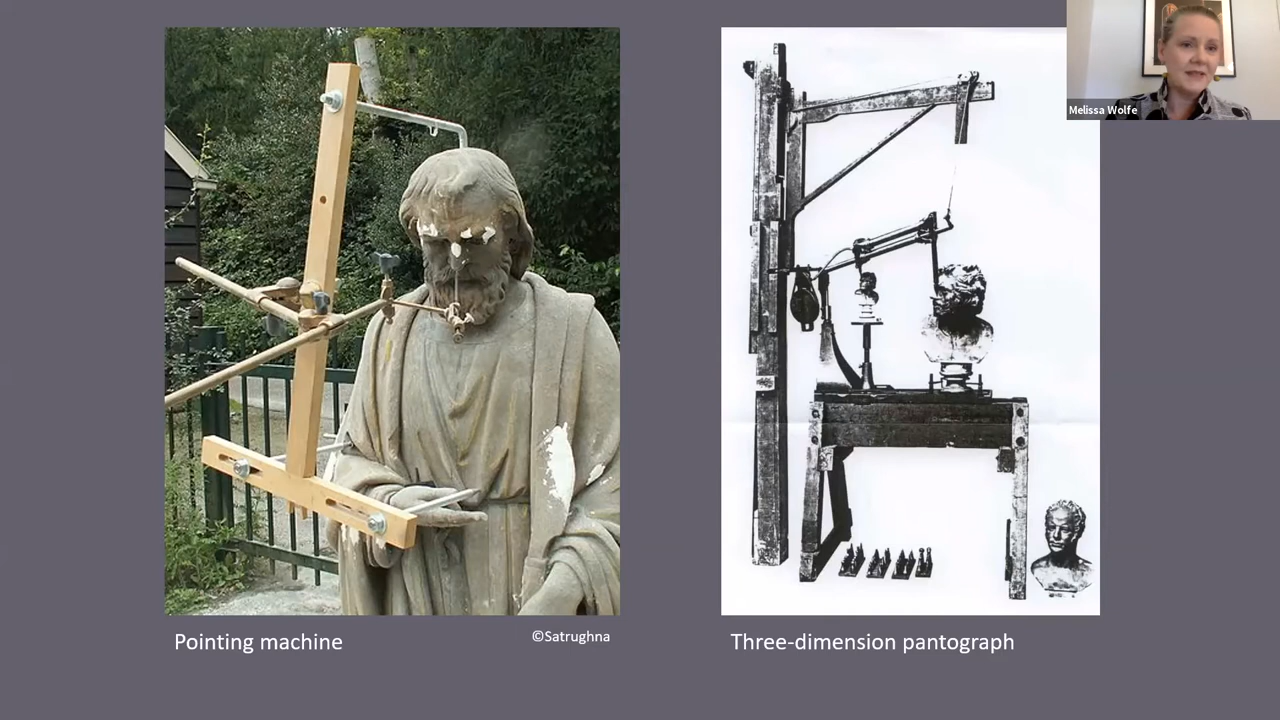 Melissa Wolfe
Pointing machine
©Satrughna
Three-dimension pantograph